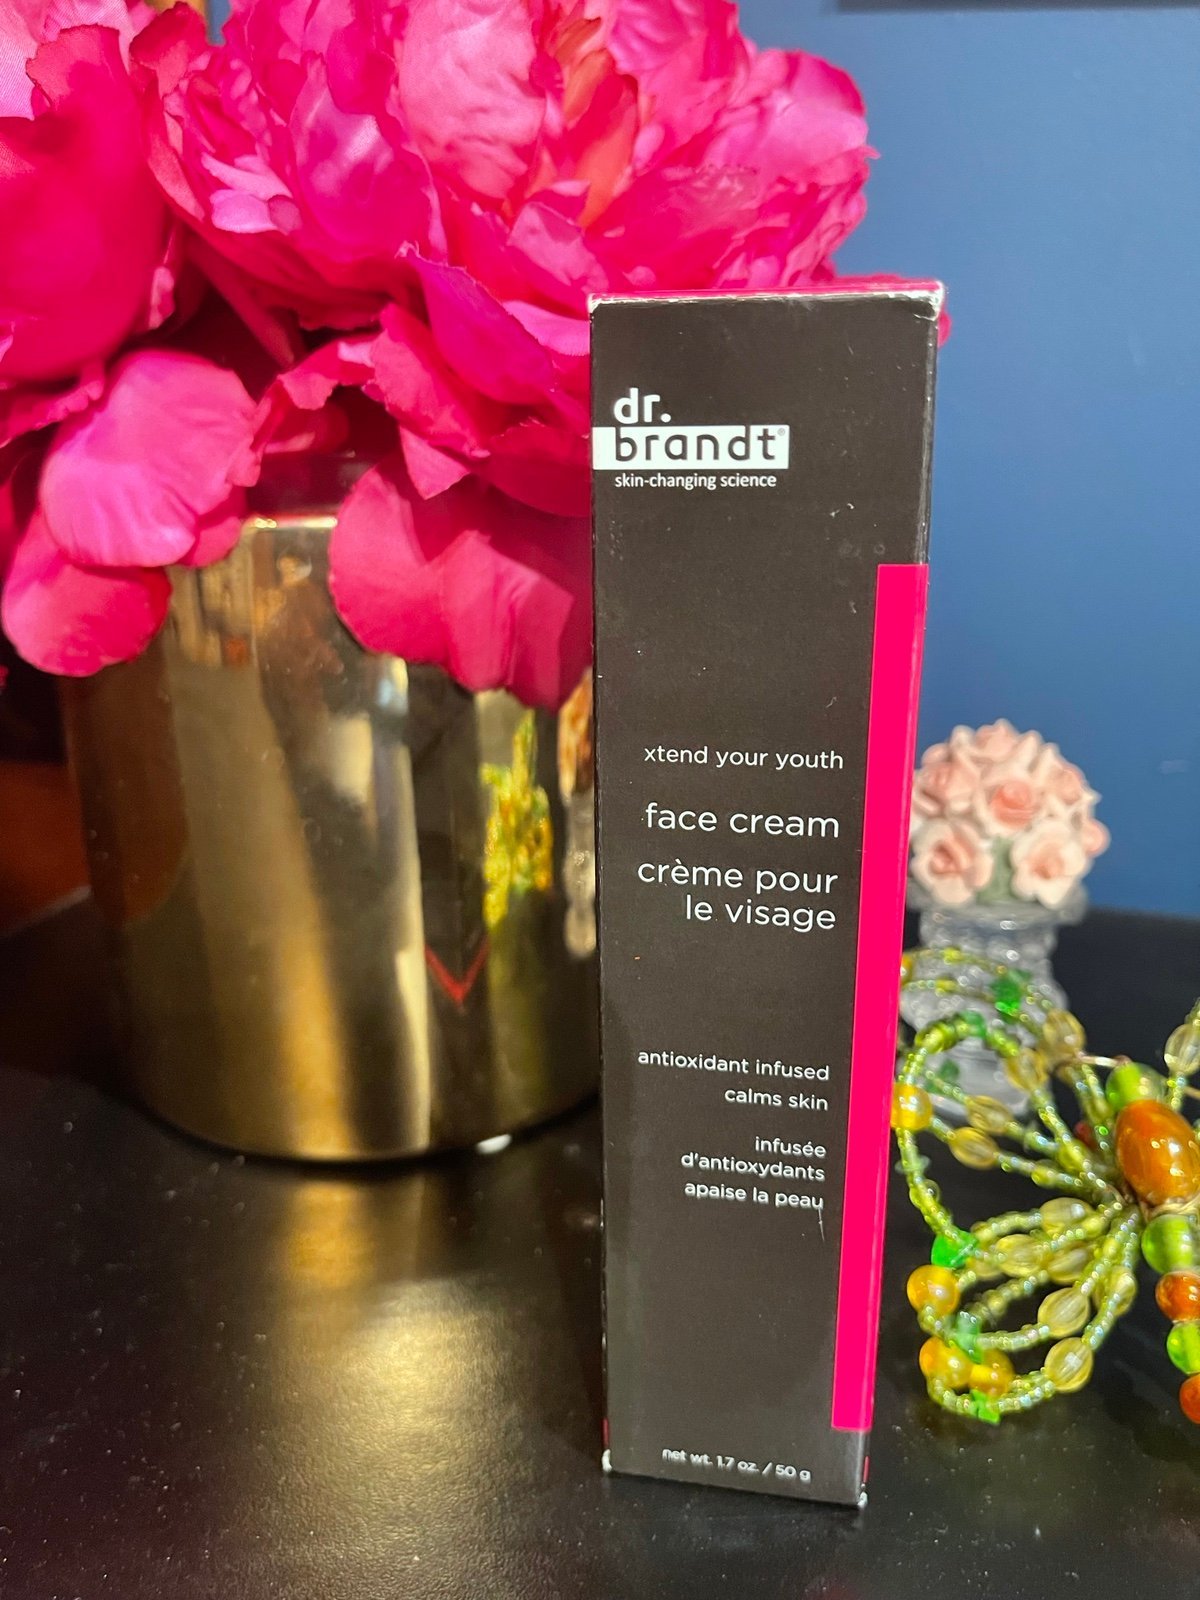 dr.
brandt®
skin-changing science
xtend your youth
face cream
crème pour
le visage
antioxidant infused
calms skin
infusée
d'antioxydants
apaise la peau
net wt. 1.7 oz. / 50 g